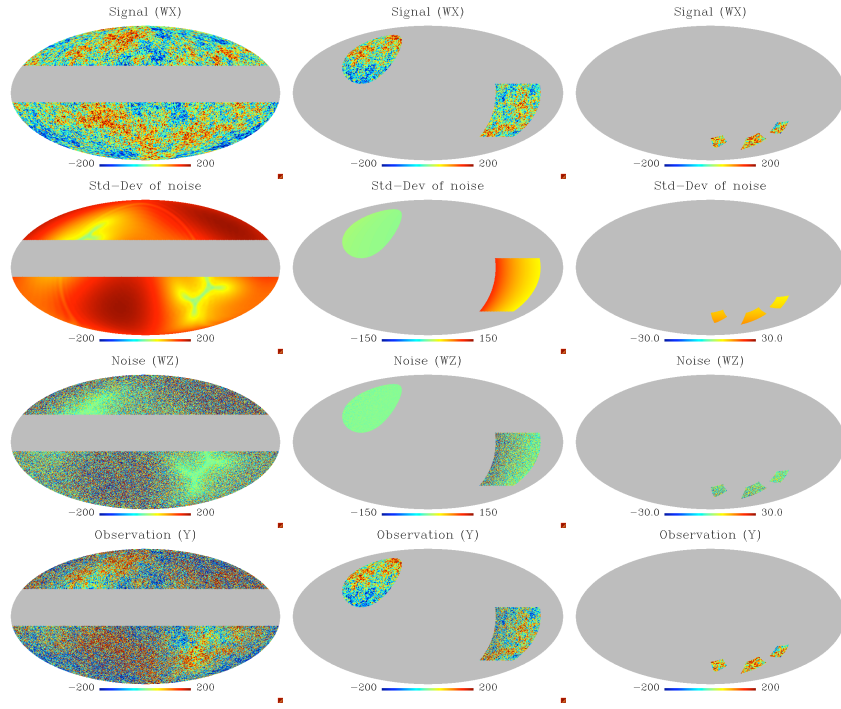 Signal (WX) Signal (WX) Signal (WX)
−200 200 −200 200 −200 200
Std−Dev of noise Std−Dev of noise Std−Dev of noise
−200 200 −150 150 −30.0 30.0
Noise (WZ) Noise (WZ) Noise (WZ)
−200 200 −150 150 −30.0 30.0
Observation (Y) Observation (Y) Observation (Y)
−200 200 −200 200 −200 200